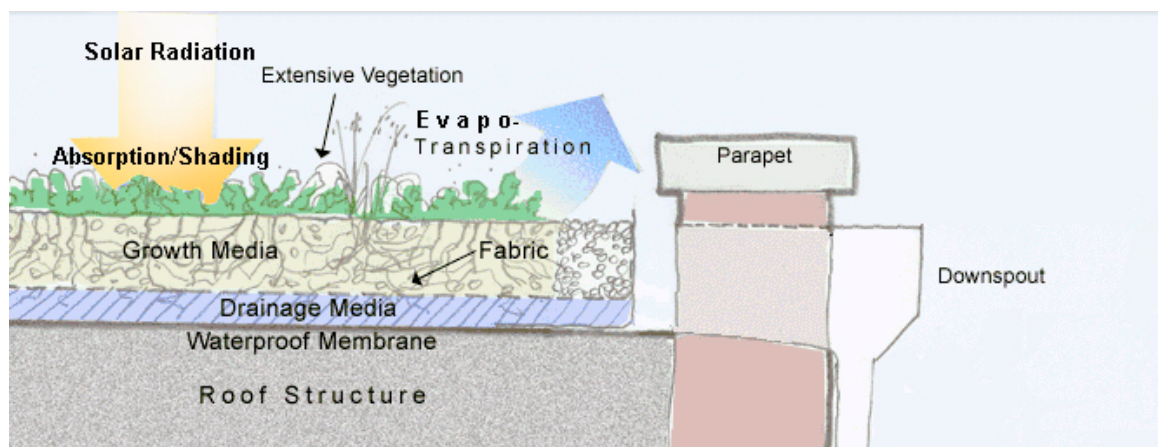 Solar Radiation
Extensive Vegetation
Evapo-
Transpiration
Absorption/Shading
Parapet
Growth Media
Fabric
Downspout
Drainage Media
Waterproof Membrane
Roof Structure